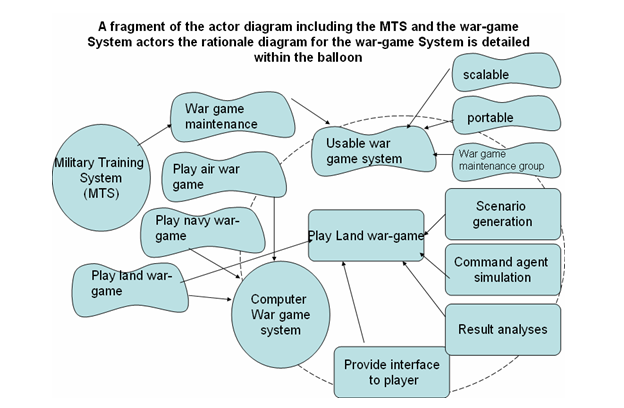 A fragment of the actor diagram including the MTS and the war-game
System actors the rationale diagram for the war-game System is detailed
within the balloon
scalable
War game
maintenance
portable
Usable war
game system
Military Training
System
(MTS)
Play air war
game
War game
maintenance group
Scenario
generation
Play navy war-
game
Play Land war-game
Command agent
simulation
Play land war-
game
Computer
War game
system
Result analyses
Provide interface
to player